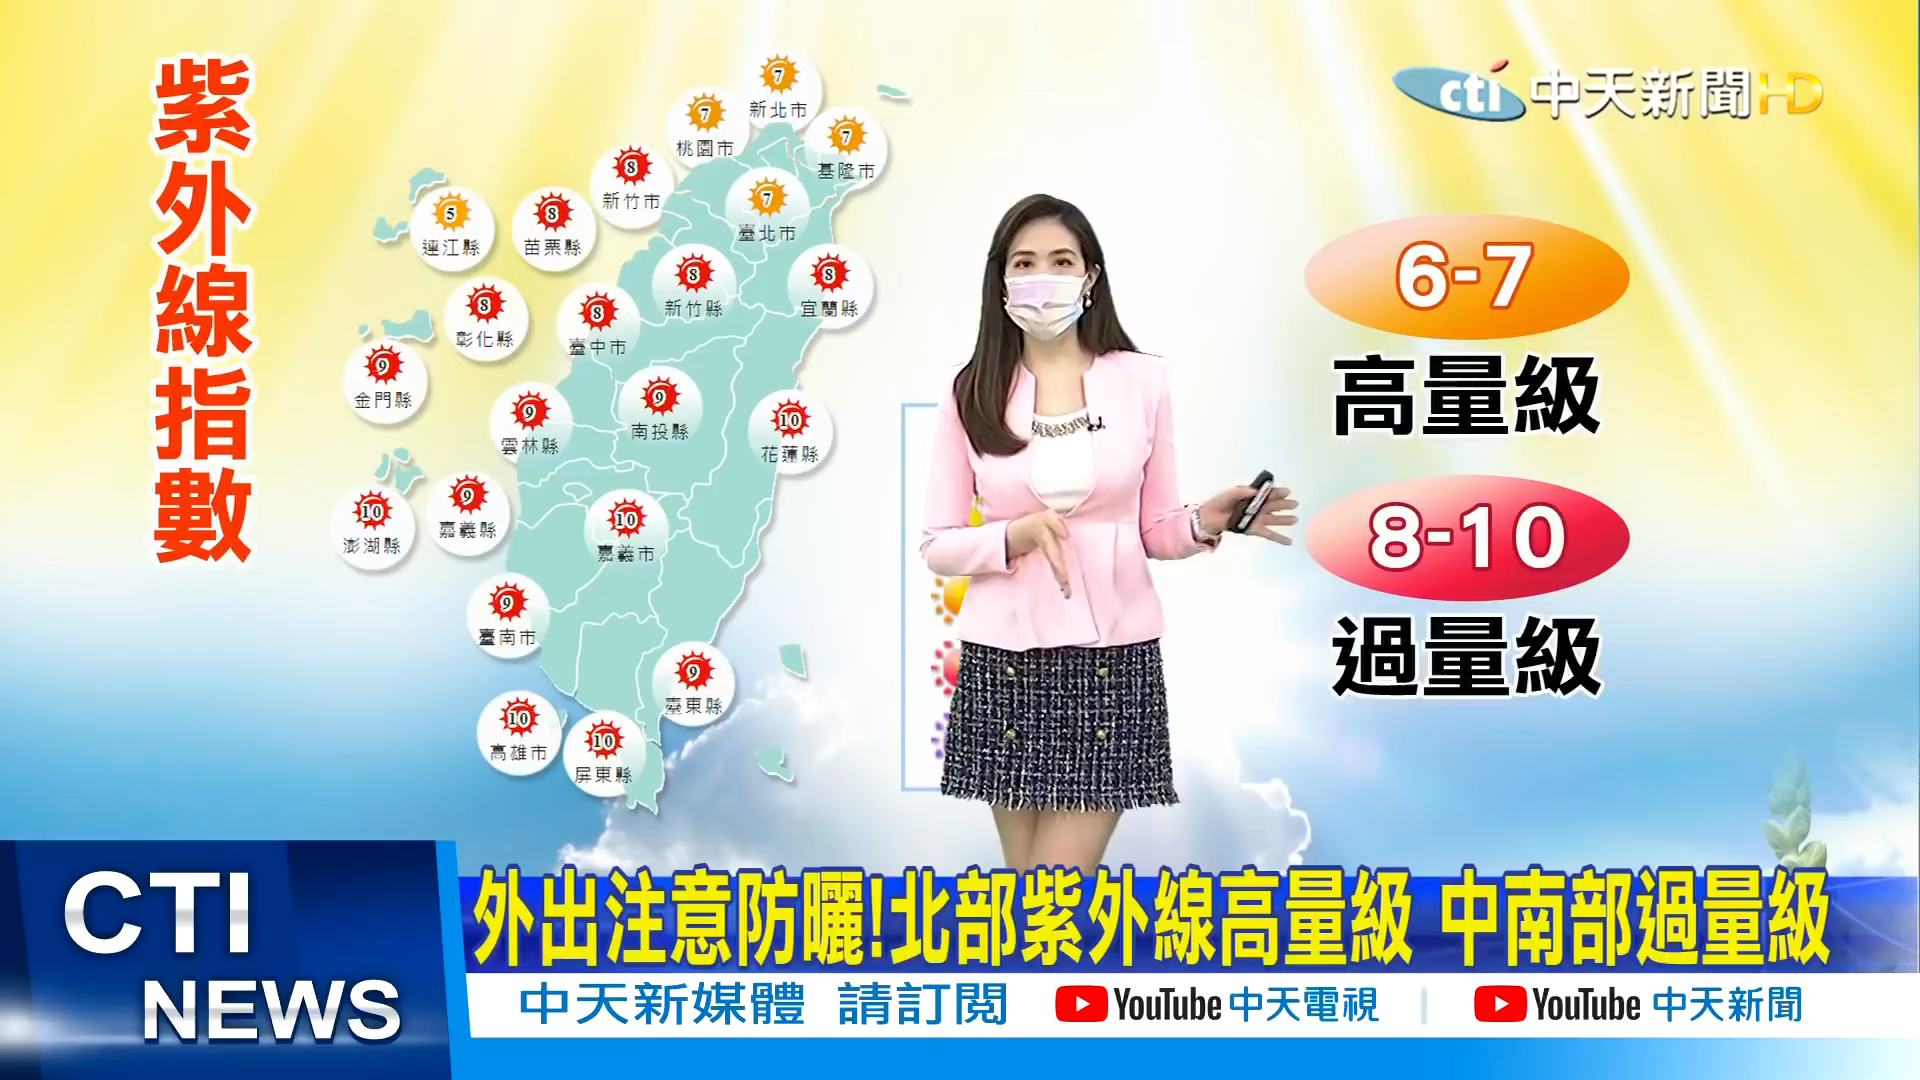 紫外線指數
cti 中天新聞HD
7
新北市
7
桃園市
7
基隆市
8
新竹市
7
臺北市
5
連江縣
8
苗栗縣
8
新竹縣
8
宜蘭縣
8
彰化縣
8
臺中市
9
金門縣
9
雲林縣
9
南投縣
10
花蓮縣
10
澎湖縣
9
嘉義縣
10
嘉義市
9
臺南市
9
臺東縣
10
高雄市
10
屏東縣
6-7
高量級
8-10
過量級
CTI
NEWS
外出注意防曬!北部紫外線高量級 中南部過量級
中天新媒體 請訂閱 YouTube 中天電視 | YouTube 中天新聞